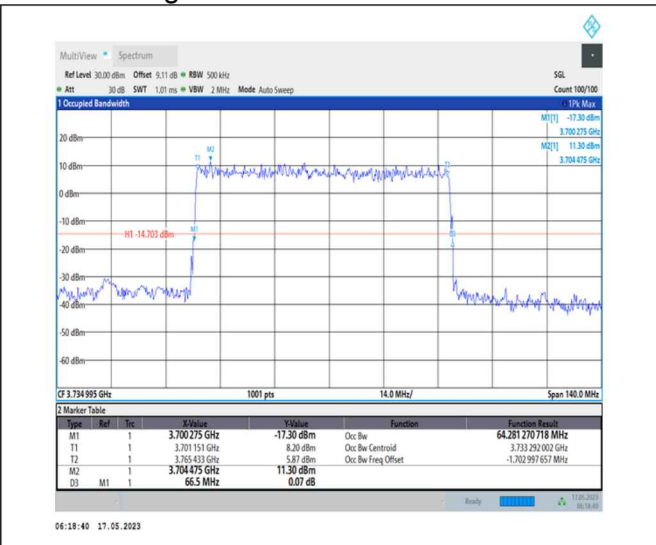 MultiView Spectrum
Ref Level 30.00 dBm Offset 9.11 dB RBW 500 kHz SGL
Att 30 dB SWT 1.01 ms VBW 2 MHz Mode Auto Sweep Count 100/100
1 Occupied Bandwidth 1Pk Max
M1[1] -17.30 dBm
3.700 275 GHz
M2[1] 11.30 dBm
3.704 475 GHz
20 dBm
M2
T1
T2
10 dBm
0 dBm
-10 dBm
H1 -14.703 dBm
M1
D3
-20 dBm
-30 dBm
-40 dBm
-50 dBm
-60 dBm
CF 3.734 995 GHz 1001 pts 14.0 MHz/ Span 140.0 MHz
2 Marker Table
Type Ref Trc X-Value Y-Value Function Function Result
M1 1 3.700 275 GHz -17.30 dBm Occ Bw 64.281 270 718 MHz
T1 1 3.701 151 GHz 8.20 dBm Occ Bw Centroid 3.733 292 002 GHz
T2 1 3.765 433 GHz 5.87 dBm Occ Bw Freq Offset -1.702 997 657 MHz
M2 1 3.704 475 GHz 11.30 dBm
D3 M1 1 66.5 MHz 0.07 dB
Ready 17.05.2023
06:18:40
06:18:40 17.05.2023